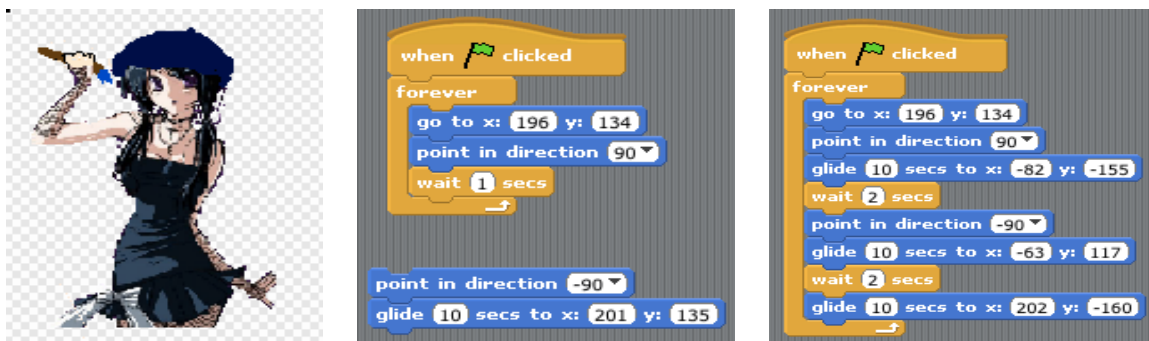 when clicked
forever
go to x: 196 y: 134
point in direction 90
wait 1 secs
point in direction -90
glide 10 secs to x: 201 y: 135
when clicked
forever
go to x: 196 y: 134
point in direction 90
glide 10 secs to x: -82 y: -155
wait 2 secs
point in direction -90
glide 10 secs to x: -63 y: 117
wait 2 secs
glide 10 secs to x: 202 y: -160